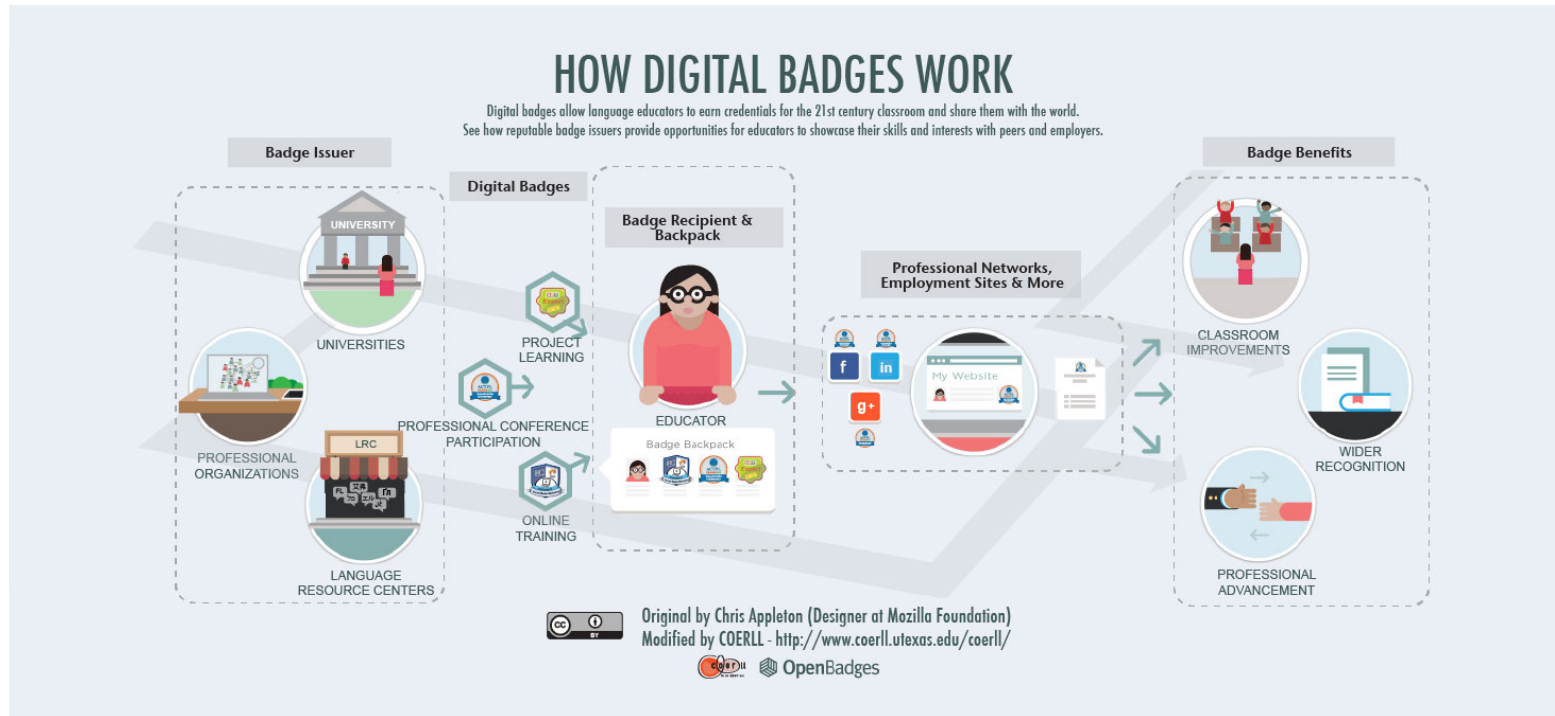 HOW DIGITAL BADGES WORK
Digital badges allow language educators to earn credentials for the 21st century classroom and share them with the world.
See how reputable badge issuers provide opportunities for educators to showcase their skills and interests with peers and employers.
Badge Issuer
UNIVERSITY
UNIVERSITIES
PROFESSIONAL
ORGANIZATIONS
LRC
LANGUAGE
RESOURCE CENTERS
Digital Badges
PROJECT
LEARNING
PROFESSIONAL CONFERENCE
PARTICIPATION
ONLINE
TRAINING
Badge Recipient &
Backpack
EDUCATOR
Badge Backpack
Professional Networks,
Employment Sites & More
f
in
g+
My Website
Badge Benefits
CLASSROOM
IMPROVEMENTS
WIDER
RECOGNITION
PROFESSIONAL
ADVANCEMENT
cc
BY
Original by Chris Appleton (Designer at Mozilla Foundation)
Modified by COERLL - http://www.coerll.utexas.edu/coerll/
coerll
OpenBadges